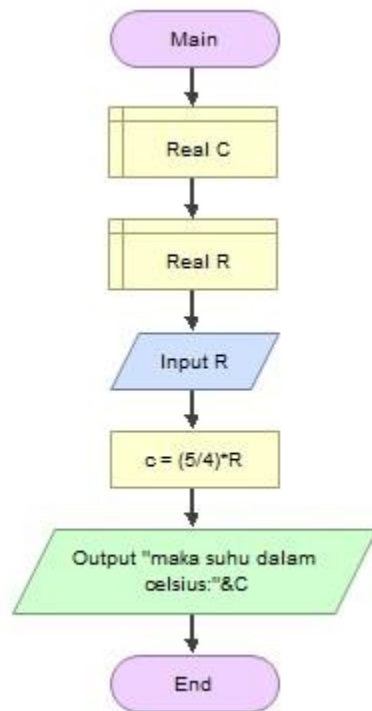 Main
Real C
Real R
Input R
c = (5/4)*R
Output "maka suhu dalam
celsius:"&C
End